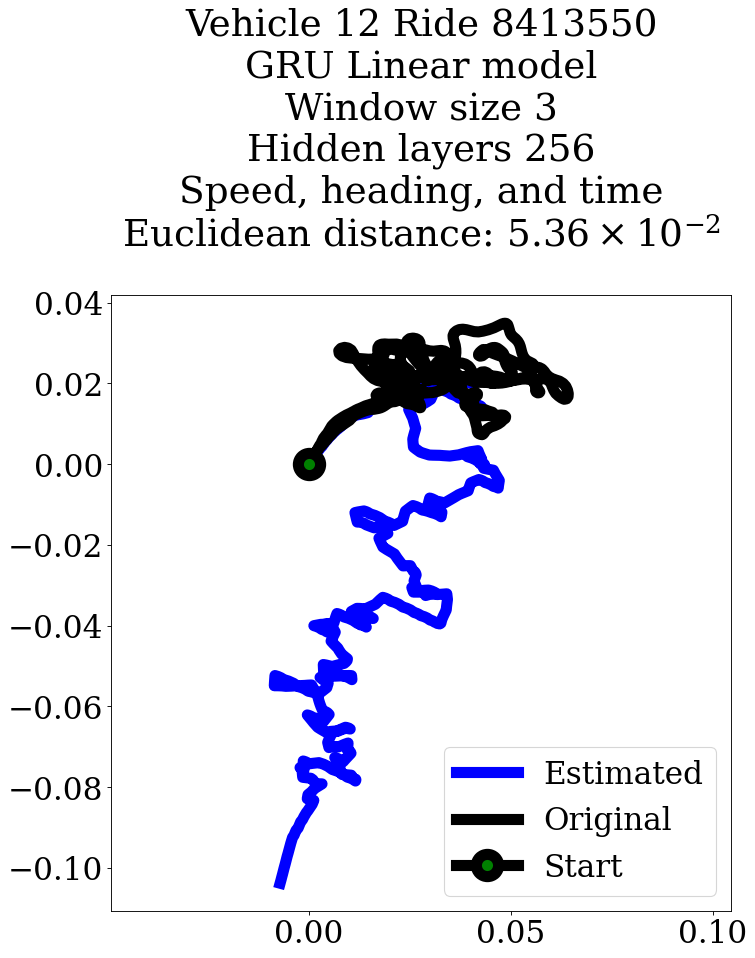 Vehicle 12 Ride 8413550
GRU Linear model
Window size 3
Hidden layers 256
Speed, heading, and time
Euclidean distance: 5.36 × 10⁻²
0.04
0.02
0.00
−0.02
−0.04
−0.06
−0.08
−0.10
Estimated
Original
Start
0.00 0.05 0.10